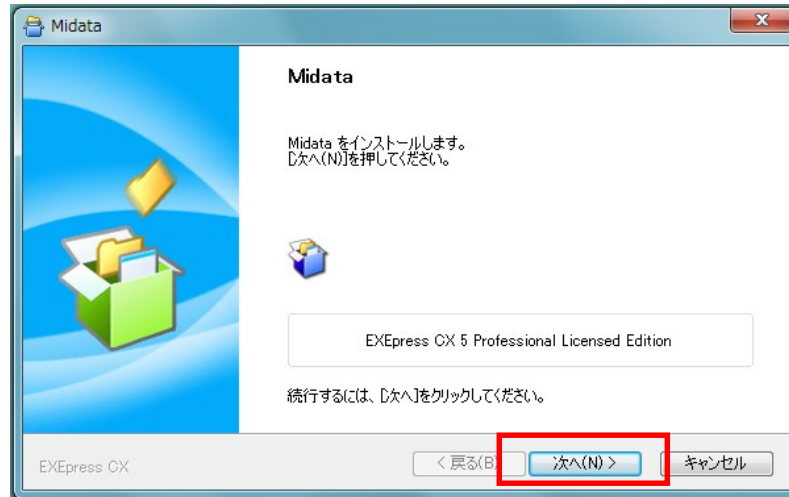 Midata
Midata
Midata をインストールします。
[次へ(N)]を押してください。
EXEpress CX 5 Professional Licensed Edition
続行するには、[次へ]をクリックしてください。
EXEpress CX
< 戻る(B) 次へ(N) > キャンセル